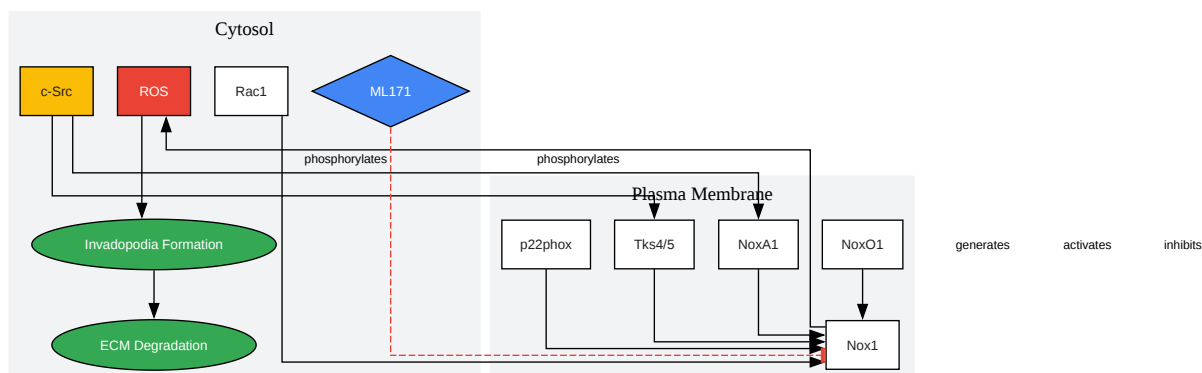 Cytosol
c-Src
ROS
Rac1
ML171
phosphorylates
phosphorylates
Plasma Membrane
Invadopodia Formation
p22phox
Tks4/5
NoxA1
NoxO1
generates
activates
inhibits
ECM Degradation
Nox1